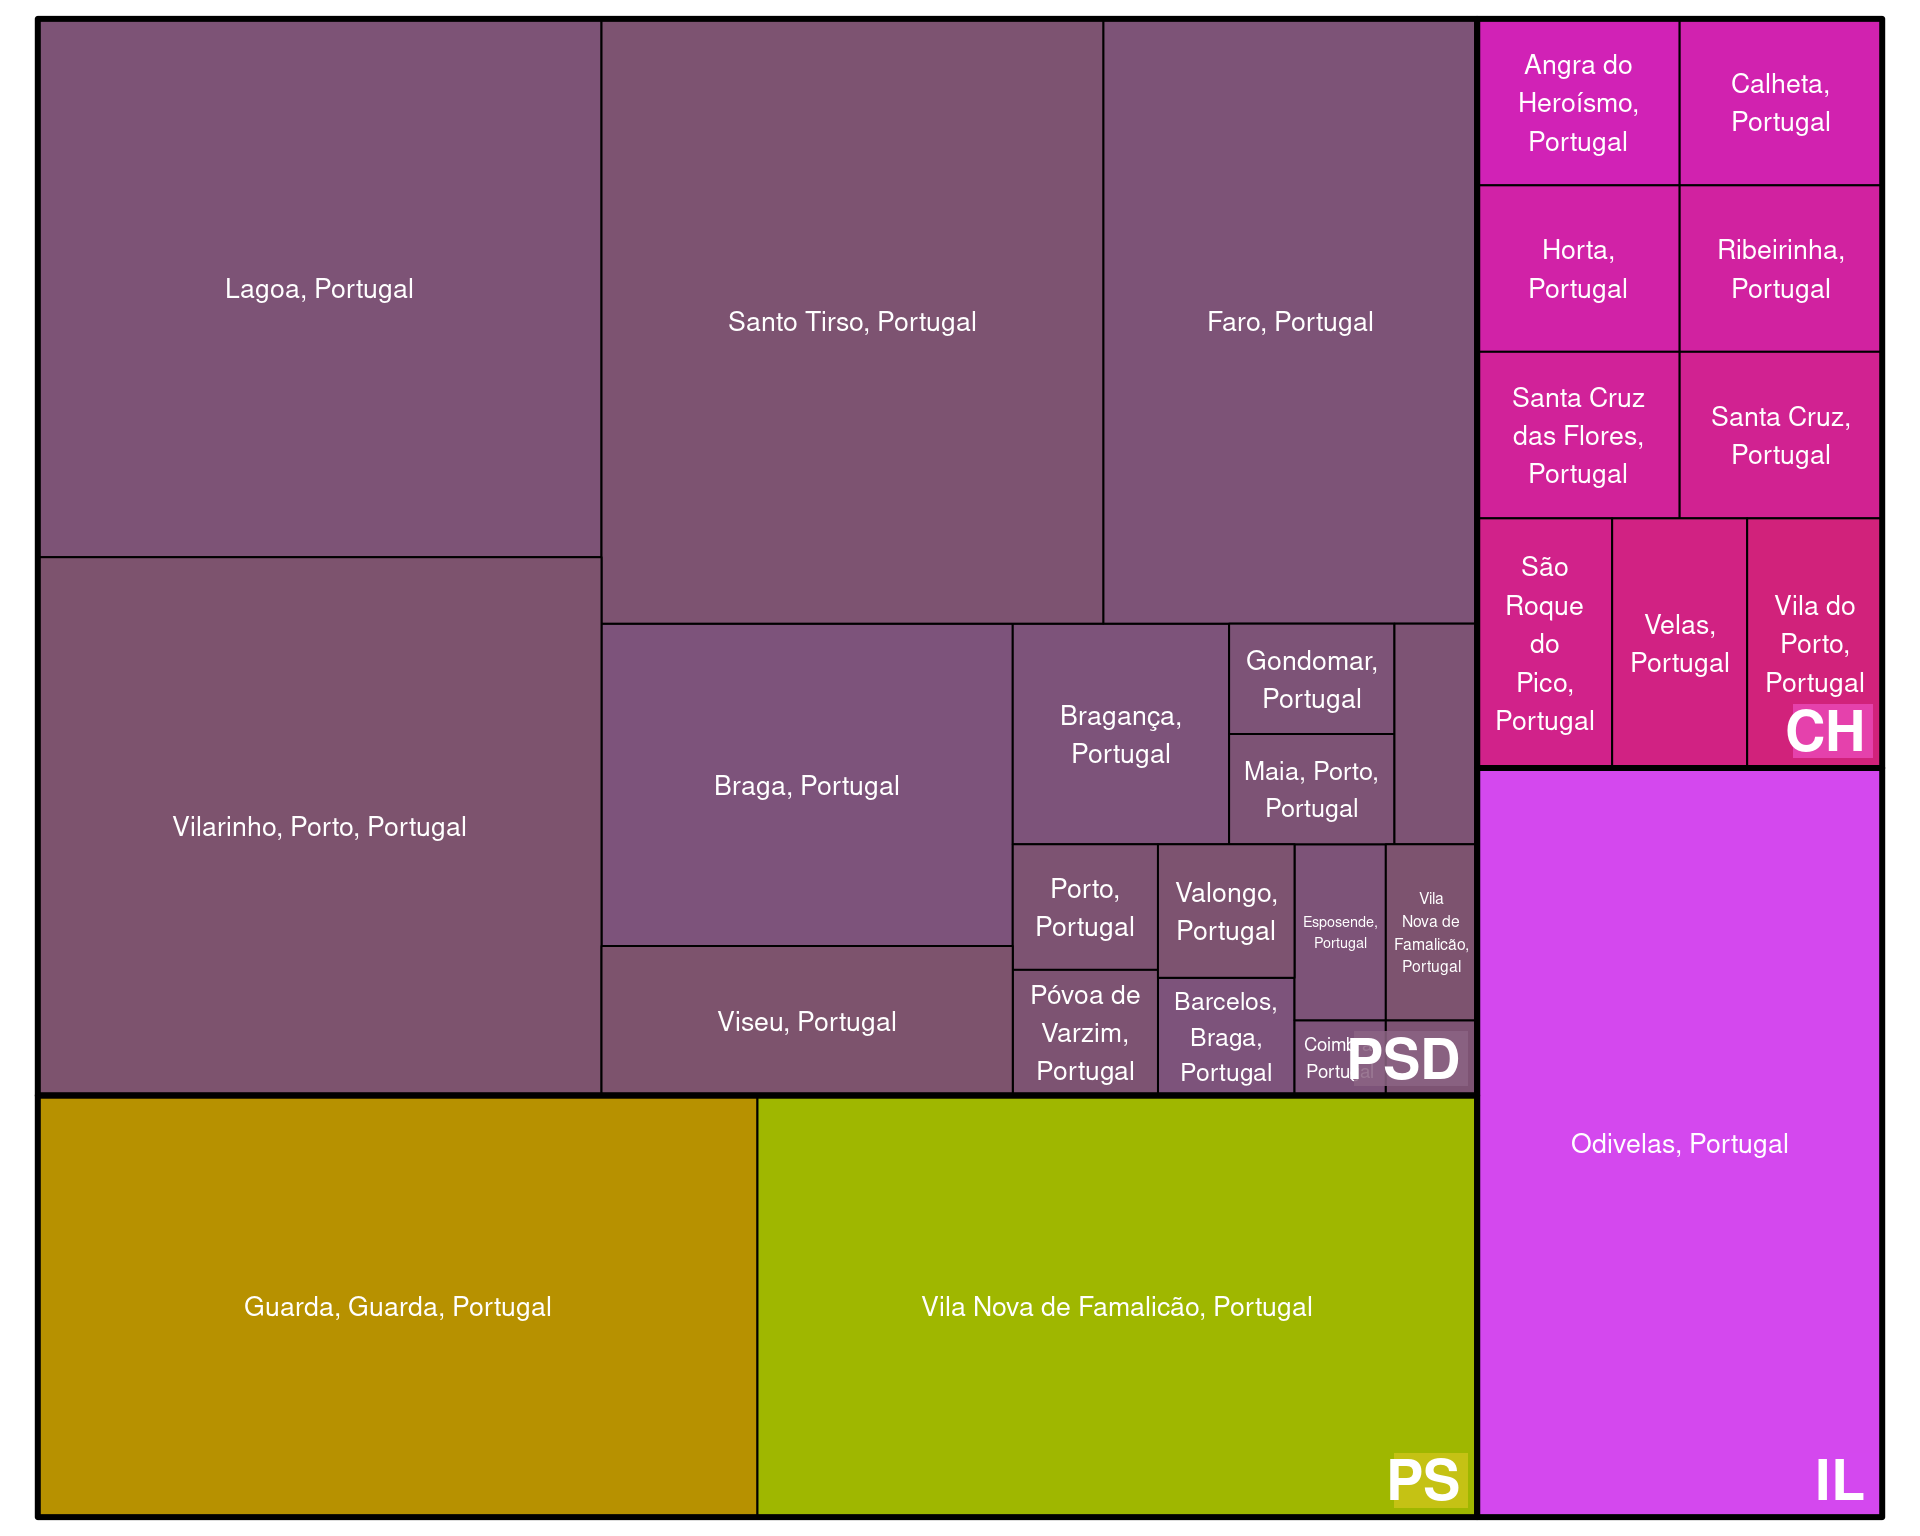 Lagoa, Portugal
Santo Tirso, Portugal
Faro, Portugal
Vilarinho, Porto, Portugal
Braga, Portugal
Viseu, Portugal
Bragança,
Portugal
Gondomar,
Portugal
Maia, Porto,
Portugal
Porto,
Portugal
Póvoa de
Varzim,
Portugal
Valongo,
Portugal
Barcelos,
Braga,
Portugal
Esposende,
Portugal
Vila
Nova de
Famalicão,
Portugal
Portugal
PSD
Guarda, Guarda, Portugal
Vila Nova de Famalicão, Portugal
PS
Angra do
Heroísmo,
Portugal
Calheta,
Portugal
Horta,
Portugal
Ribeirinha,
Portugal
Santa Cruz
das Flores,
Portugal
Santa Cruz,
Portugal
São
Roque
do
Pico,
Portugal
Velas,
Portugal
Vila do
Porto,
Portugal
CH
Odivelas, Portugal
IL